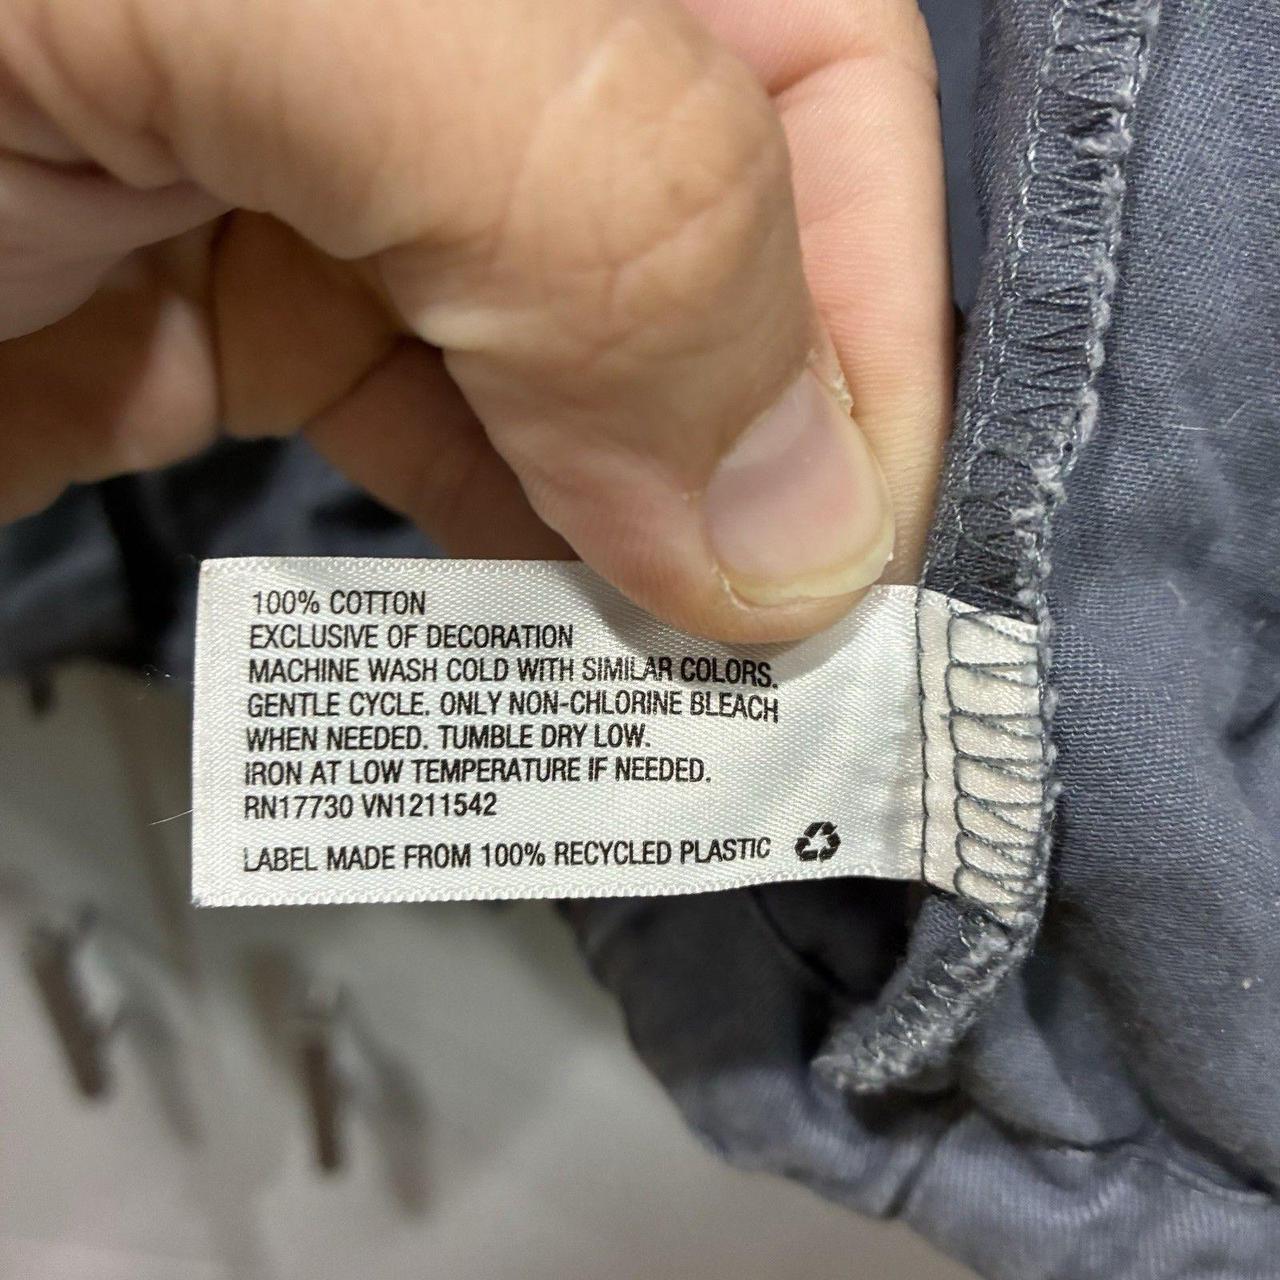 100% COTTON
EXCLUSIVE OF DECORATION
MACHINE WASH COLD WITH SIMILAR COLORS.
GENTLE CYCLE. ONLY NON-CHLORINE BLEACH
WHEN NEEDED. TUMBLE DRY LOW.
IRON AT LOW TEMPERATURE IF NEEDED.
RN17730 VN1211542
LABEL MADE FROM 100% RECYCLED PLASTIC